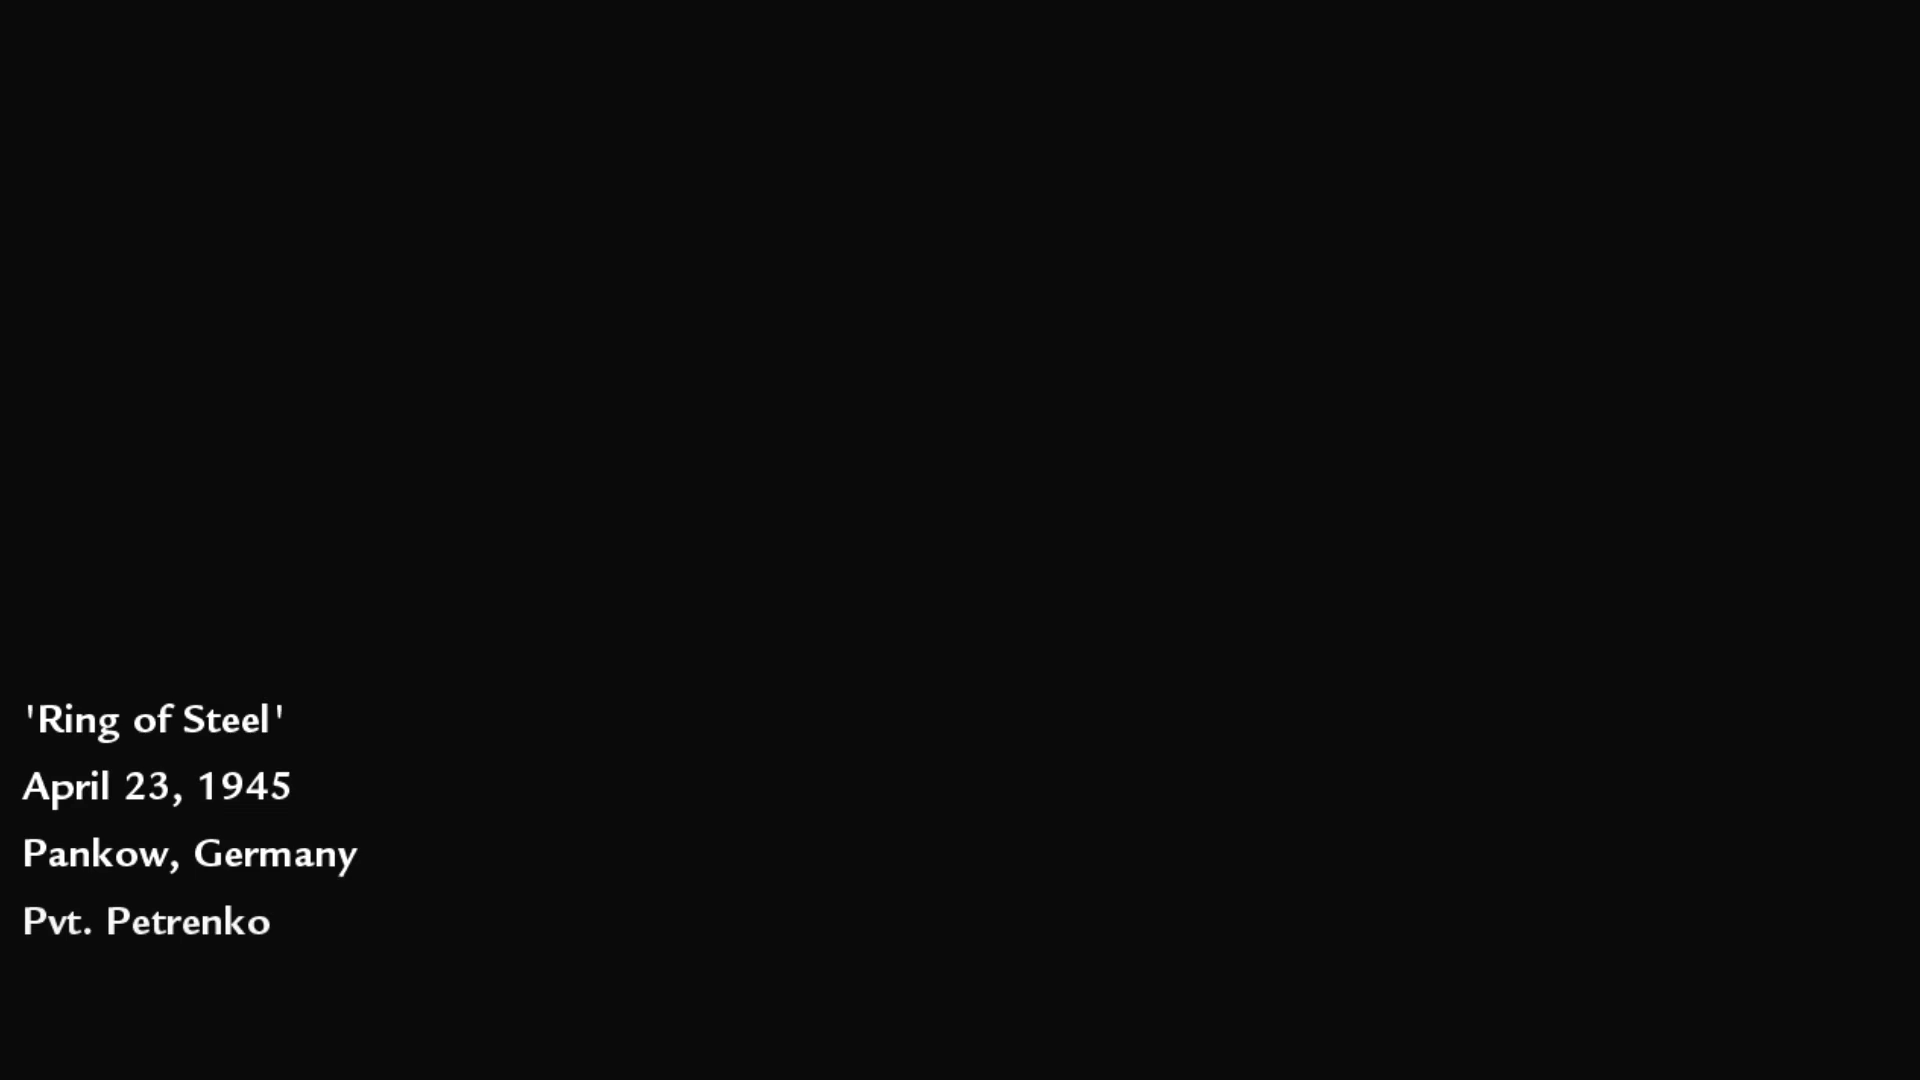 'Ring of Steel'
April 23, 1945
Pankow, Germany
Pvt. Petrenko